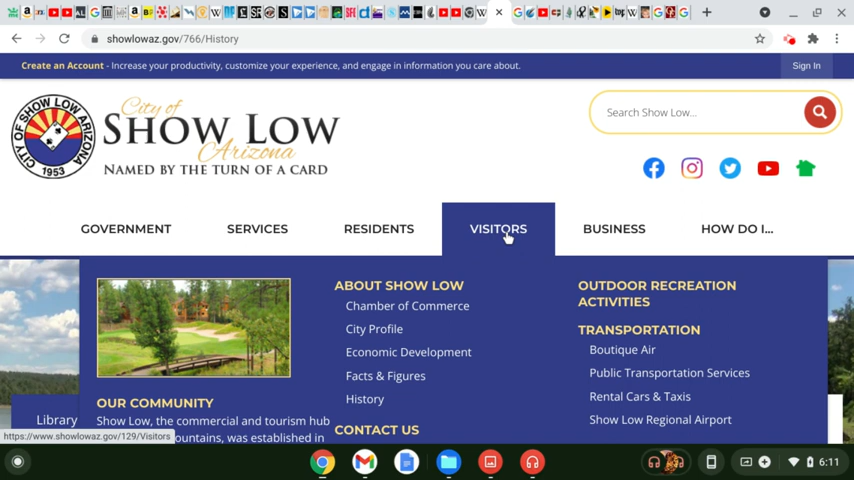 showlowaz.gov/766/History
Create an Account - Increase your productivity, customize your experience, and engage in information you care about.
Sign In
CITY OF SHOW LOW ARIZONA
1953
City of
SHOW LOW
Arizona
NAMED BY THE TURN OF A CARD
Search Show Low...
GOVERNMENT
SERVICES
RESIDENTS
VISITORS
BUSINESS
HOW DO I...
OUR COMMUNITY
Show Low, the commercial and tourism hub
ountains, was established in
ABOUT SHOW LOW
Chamber of Commerce
City Profile
Economic Development
Facts & Figures
History
CONTACT US
OUTDOOR RECREATION
ACTIVITIES
TRANSPORTATION
Boutique Air
Public Transportation Services
Rental Cars & Taxis
Show Low Regional Airport
Library
https://www.showlowaz.gov/129/Visitors
6:11